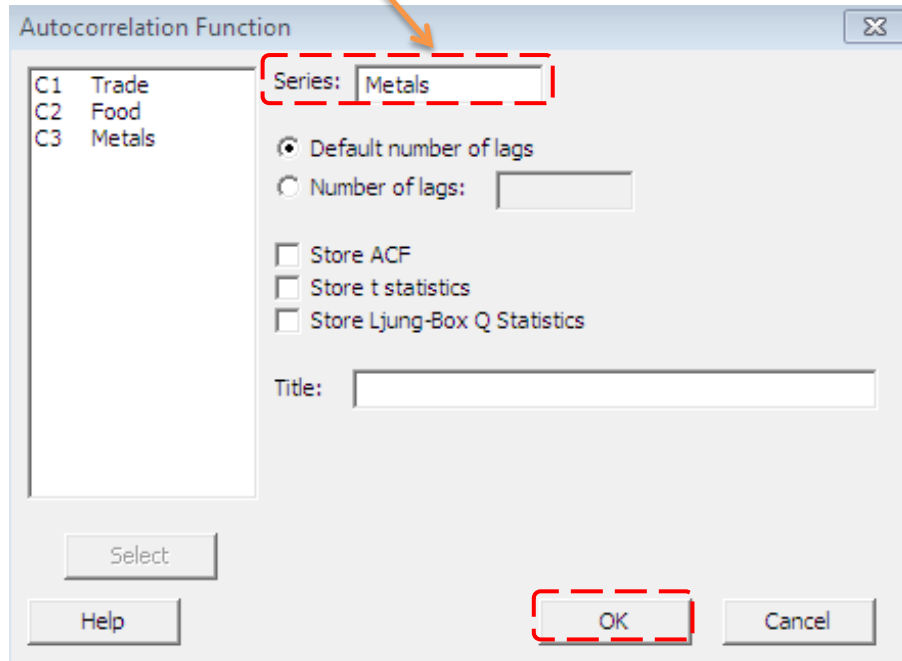 Autocorrelation Function
C1 Trade
C2 Food
C3 Metals
Series: Metals
Default number of lags
Number of lags:
Store ACF
Store t statistics
Store Ljung-Box Q Statistics
Title:
Select
Help
OK
Cancel